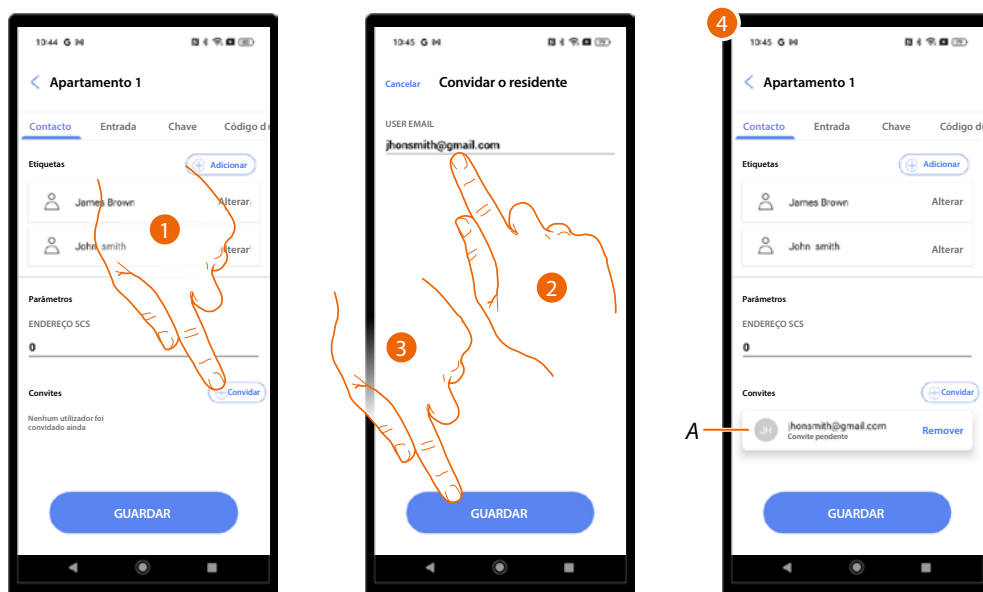 10:44 G
Apartamento 1
Contacto Entrada Chave Código d
Etiquetas Adicionar
James Brown Alterar
1
John smith Alterar
Parâmetros
ENDEREÇO SCS
0
Convites Convidar
Nenhum utilizador foi
convidado ainda
GUARDAR
10:45 G
Cancelar Convidar o residente
USER EMAIL
jhonsmith@gmail.com
2
3
GUARDAR
4
10:45 G
Apartamento 1
Contacto Entrada Chave Código d
Etiquetas Adicionar
James Brown Alterar
John smith Alterar
Parâmetros
ENDEREÇO SCS
0
Convites Convidar
A
JH jhonsmith@gmail.com Remover
Convite pendente
GUARDAR